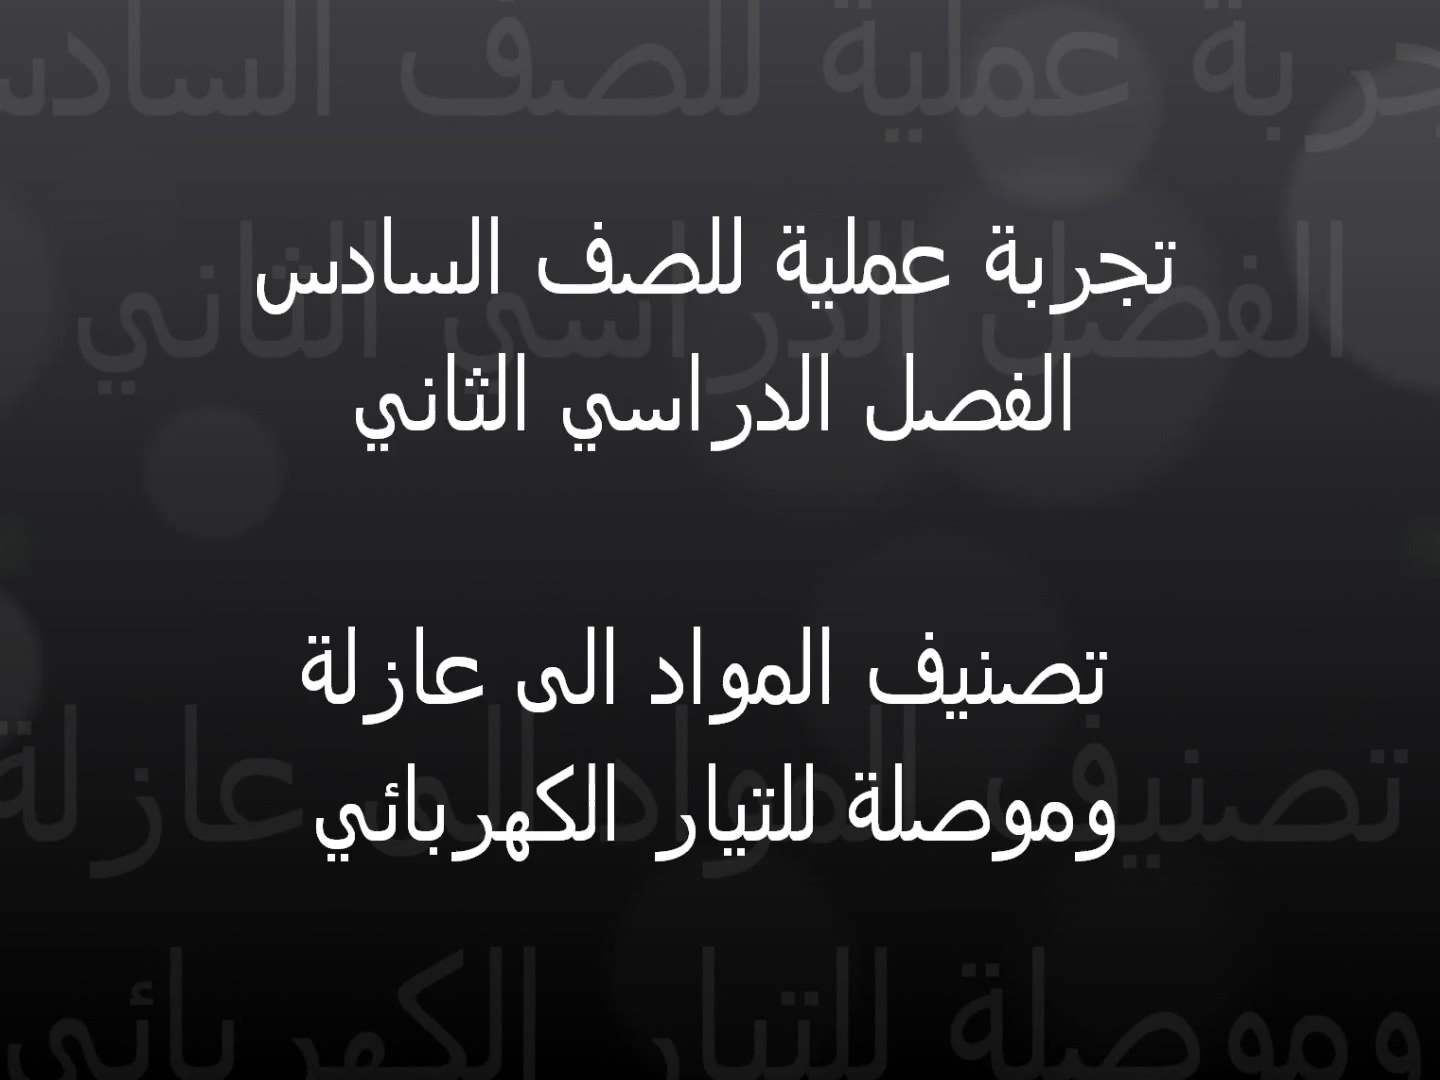 تجربة عملية للصف السادس
الفصل الدراسي الثاني
تصنيف المواد الى عازلة
وموصلة للتيار الكهربائي